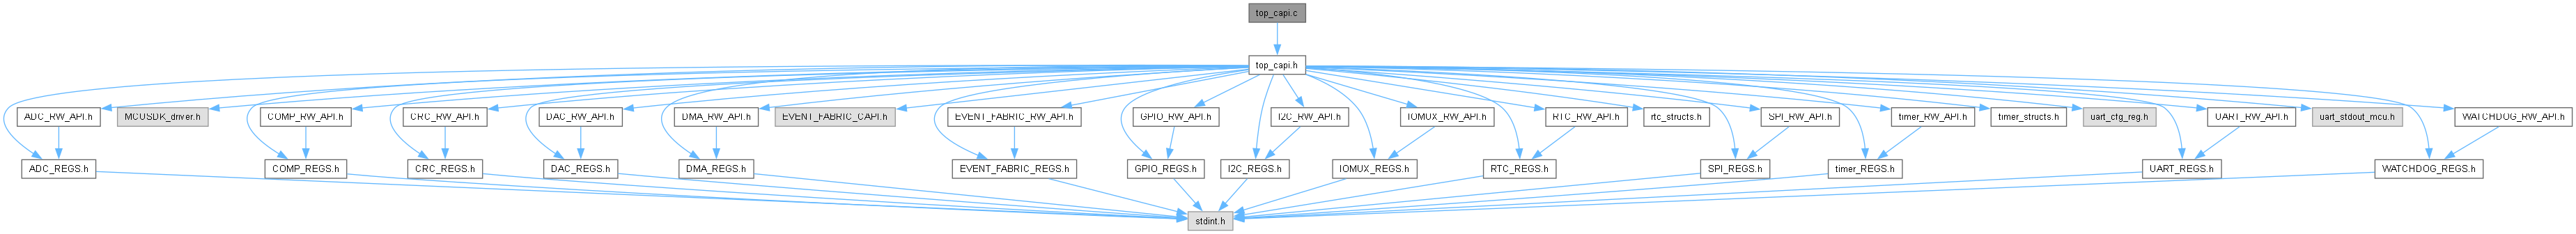 top_capi.c
top_capi.h
ADC_RW_API.h
MCUSDK_driver.h
COMP_RW_API.h
CRC_RW_API.h
DAC_RW_API.h
DMA_RW_API.h
EVENT_FABRIC_CAPI.h
EVENT_FABRIC_RW_API.h
GPIO_RW_API.h
I2C_RW_API.h
IOMUX_RW_API.h
RTC_RW_API.h
rtc_structs.h
SPI_RW_API.h
timer_RW_API.h
timer_structs.h
uart_cfg_reg.h
UART_RW_API.h
uart_stdout_mcu.h
WATCHDOG_RW_API.h
ADC_REGS.h
COMP_REGS.h
CRC_REGS.h
DAC_REGS.h
DMA_REGS.h
EVENT_FABRIC_REGS.h
GPIO_REGS.h
I2C_REGS.h
IOMUX_REGS.h
RTC_REGS.h
SPI_REGS.h
timer_REGS.h
UART_REGS.h
WATCHDOG_REGS.h
stdint.h